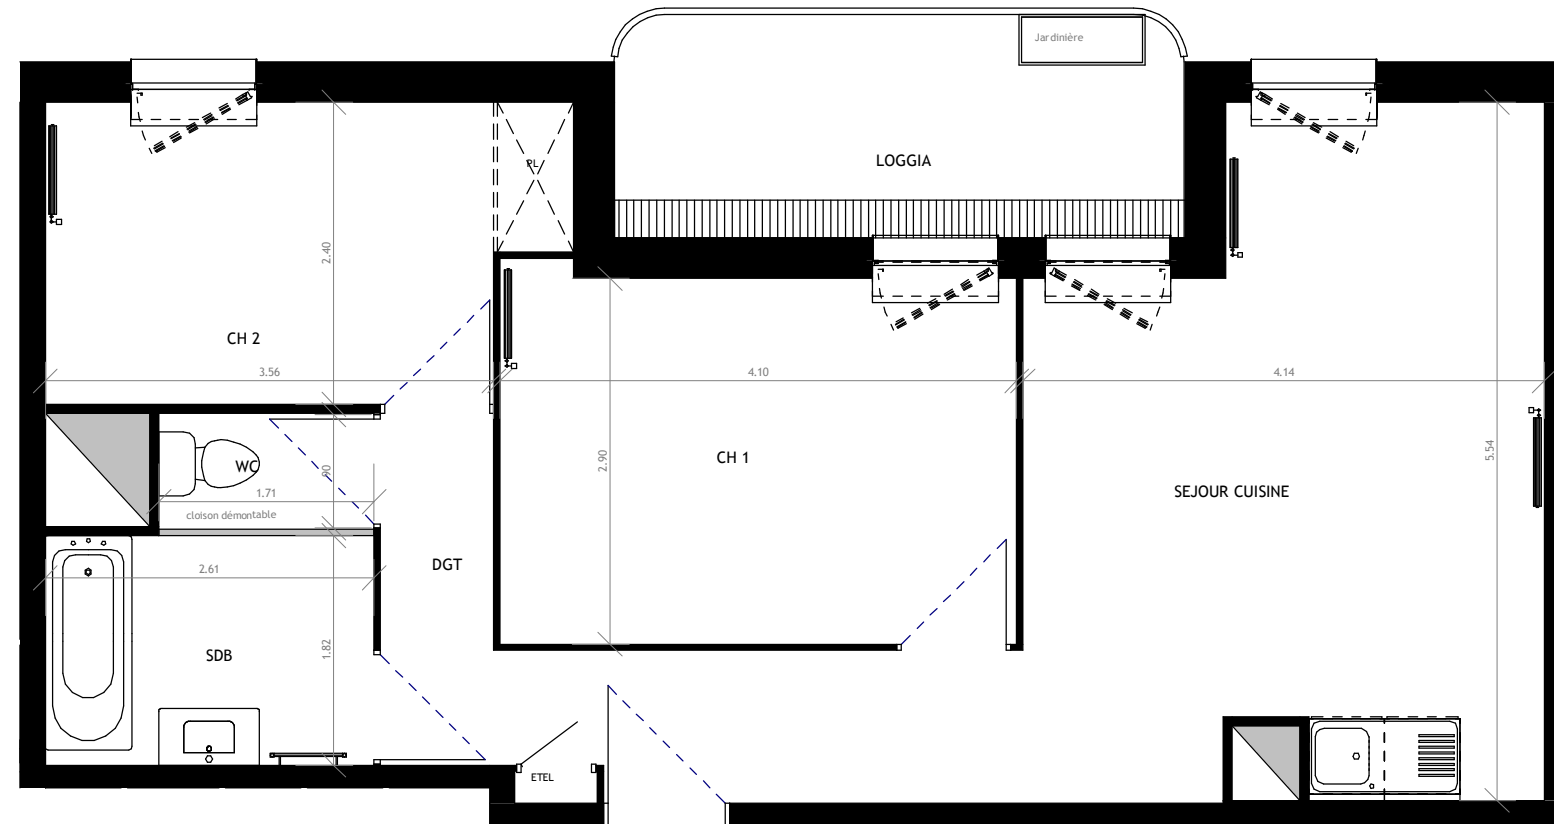 Jardinière
LOGGIA
PL
2.40
CH 2
3.56
4.10
4.14
5.54
2.90
CH 1
WC
.90
1.71
cloison démontable
SEJOUR CUISINE
DGT
2.61
SDB
1.82
ETEL